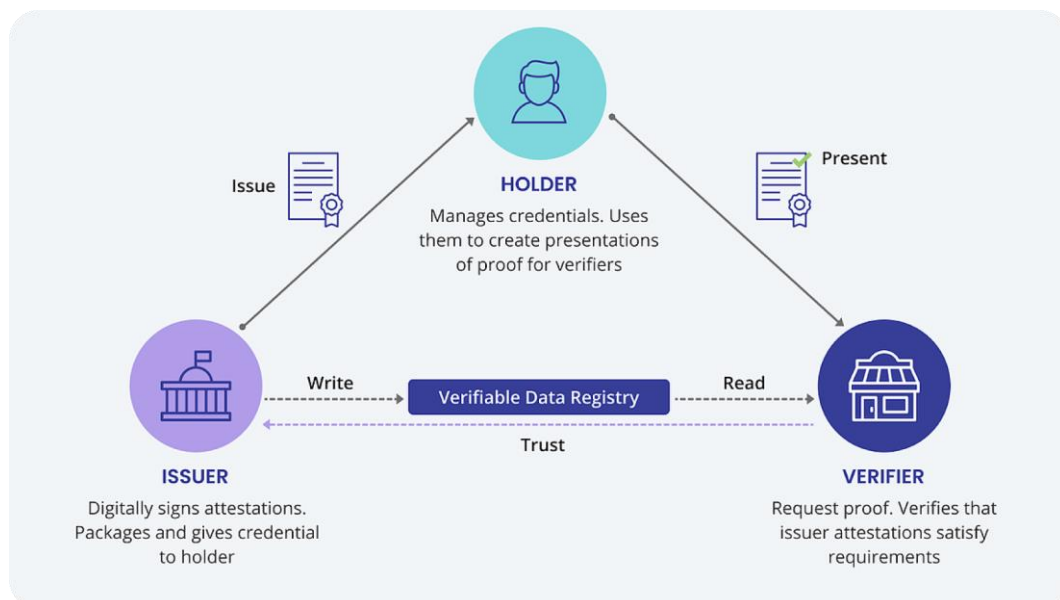 Issue
Present
HOLDER
Manages credentials. Uses
them to create presentations
of proof for verifiers
Write
Verifiable Data Registry
Read
Trust
ISSUER
Digitally signs attestations.
Packages and gives credential
to holder
VERIFIER
Request proof. Verifies that
issuer attestations satisfy
requirements